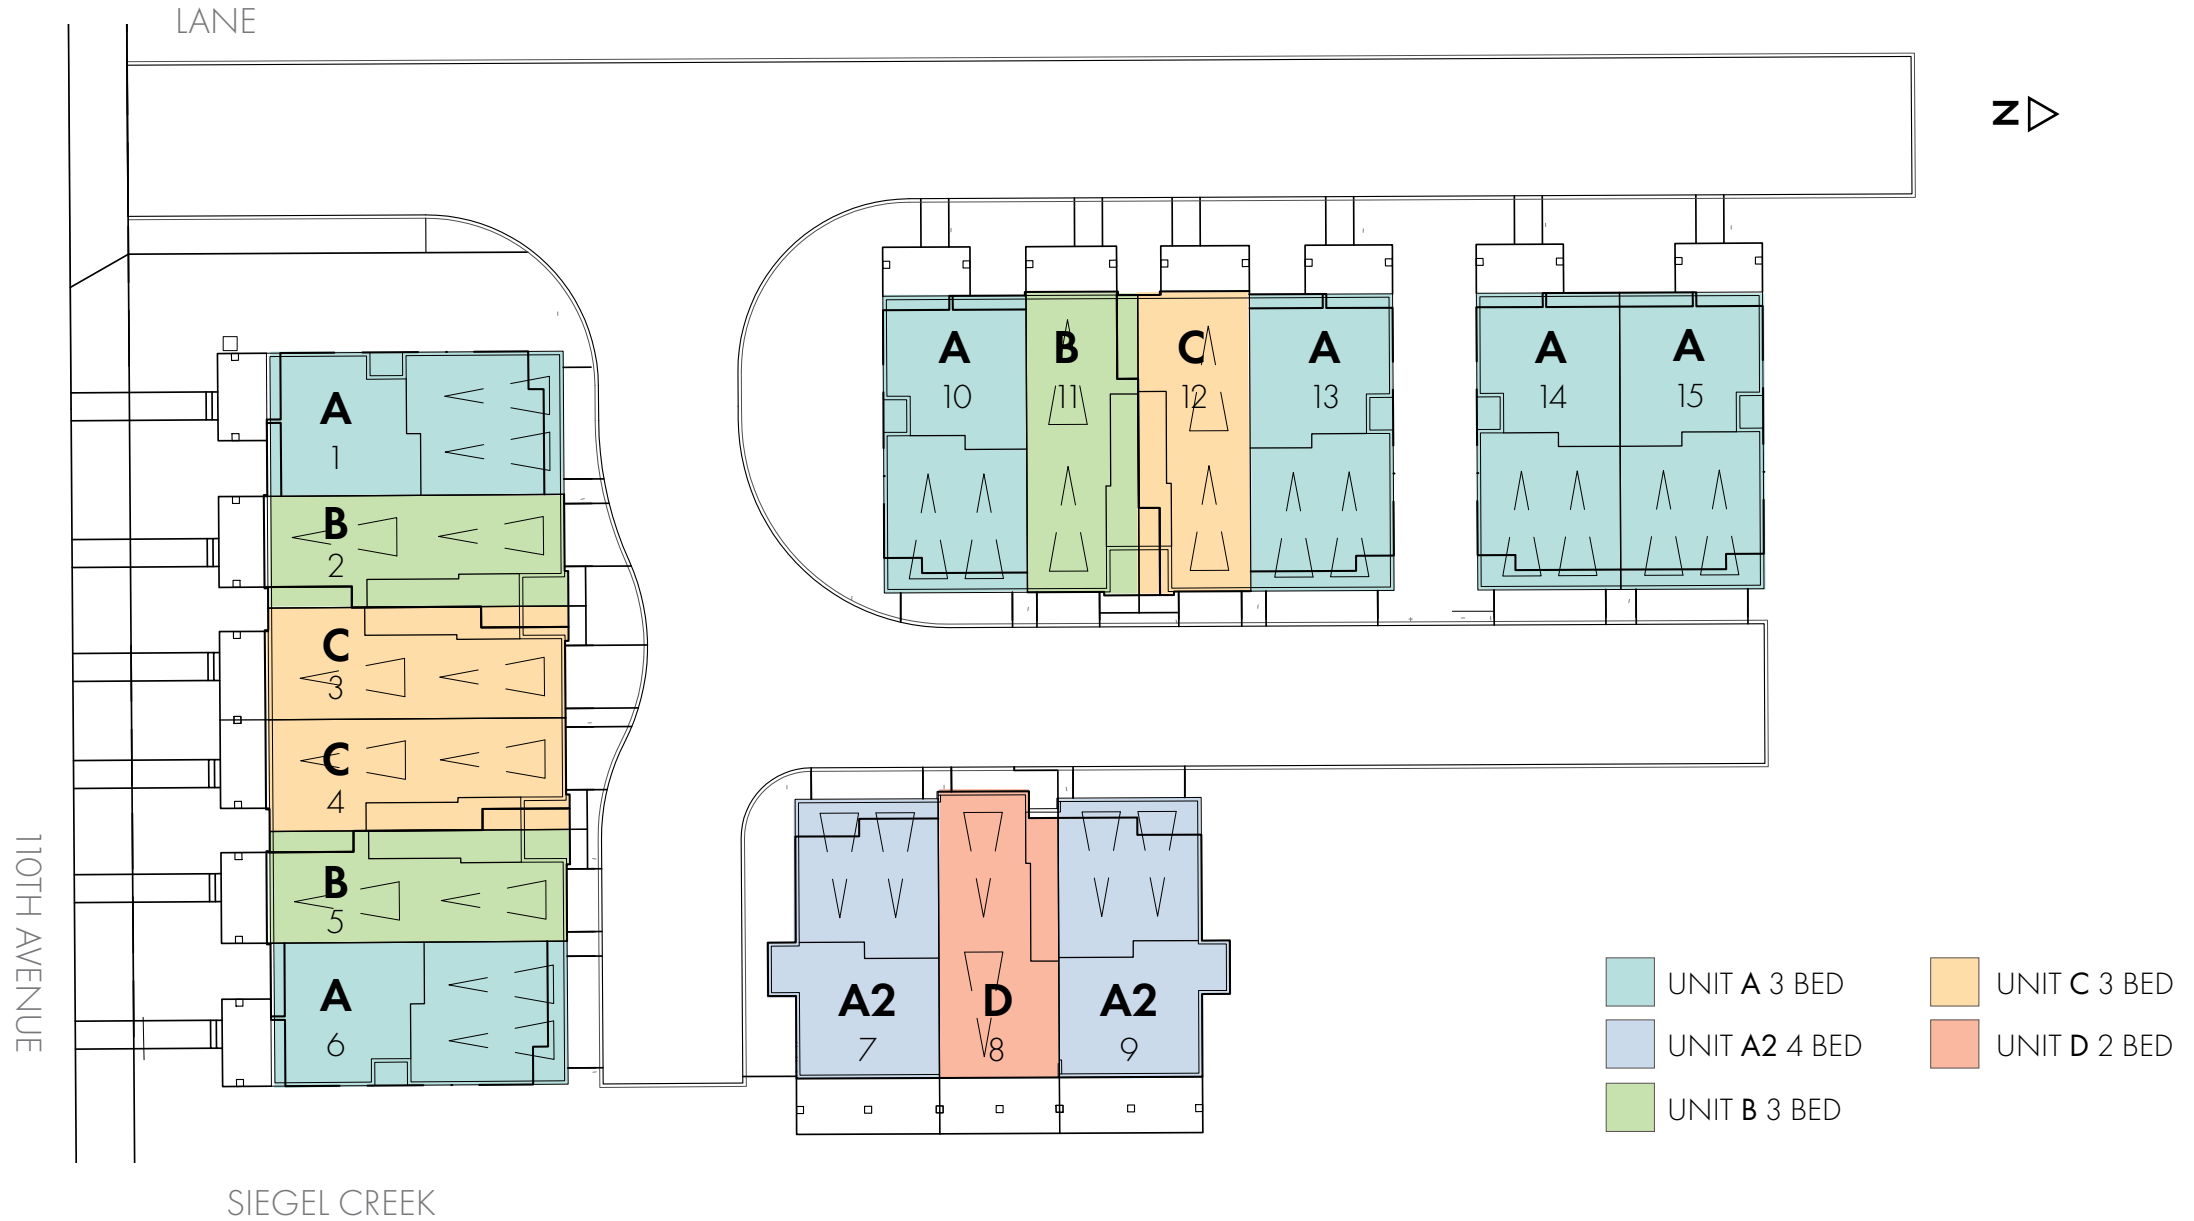 LANE
N
A
1
B
2
C
3
C
4
B
5
A
6
A
10
B
11
C
12
A
13
A
14
A
15
A2
7
D
8
A2
9
110TH AVENUE
SIEGEL CREEK
UNIT A 3 BED
UNIT A2 4 BED
UNIT B 3 BED
UNIT C 3 BED
UNIT D 2 BED